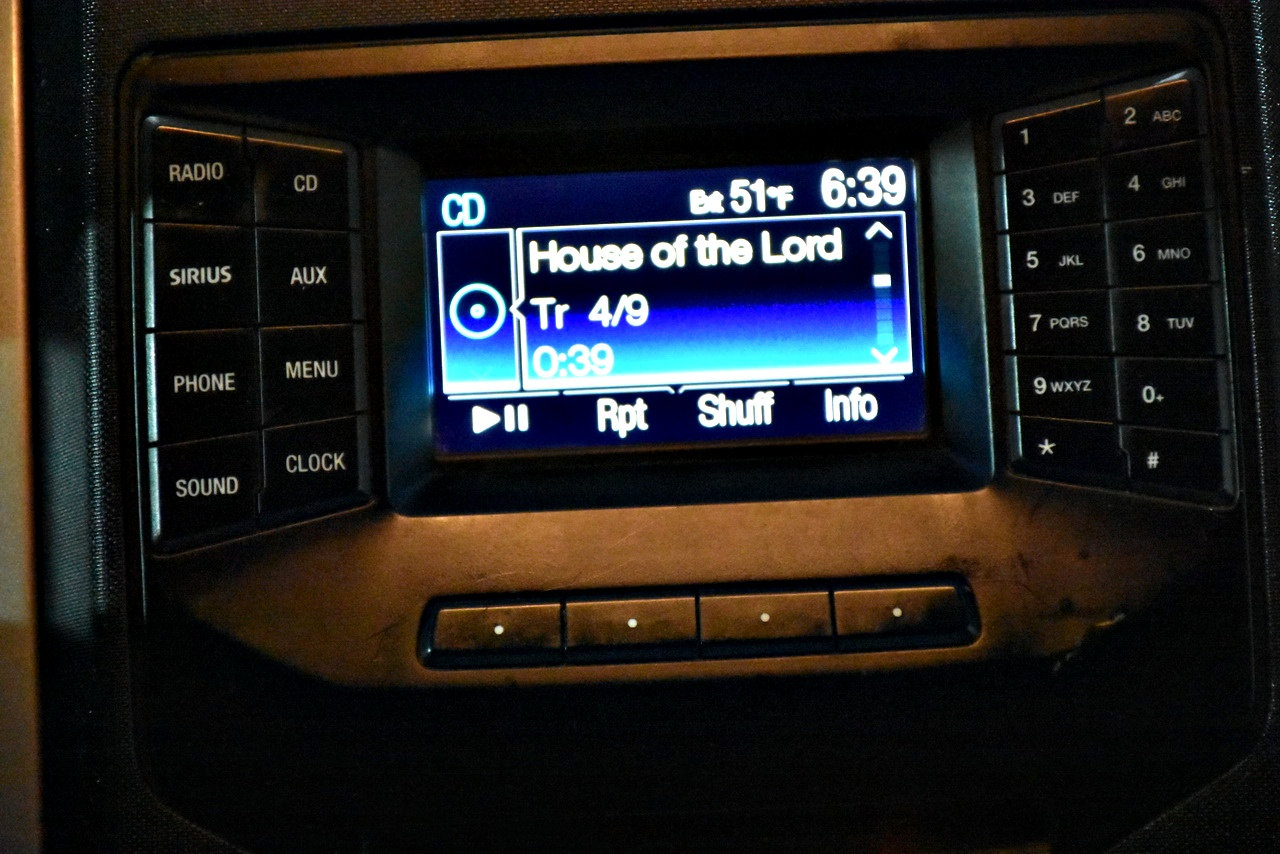 RADIO CD
SIRIUS AUX
PHONE MENU
SOUND CLOCK
CD Ext 51°F 6:39
House of the Lord
Tr 4/9
0:39
Rpt Shuff Info
1 2 ABC
3 DEF 4 GHI
5 JKL 6 MNO
7 PQRS 8 TUV
9 WXYZ 0+
* #